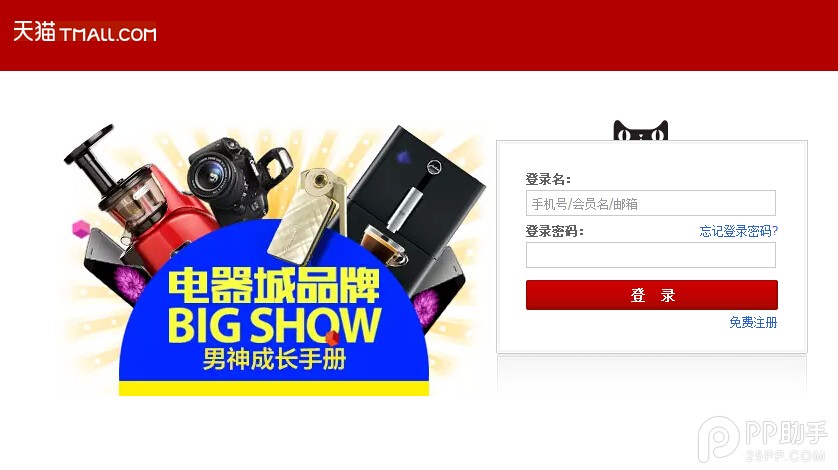 天猫 TMALL.COM
电器城品牌
BIG SHOW
男神成长手册
登录名：
手机号/会员名/邮箱
登录密码： 忘记登录密码?
登 录
免费注册
PP助手
25PP.COM